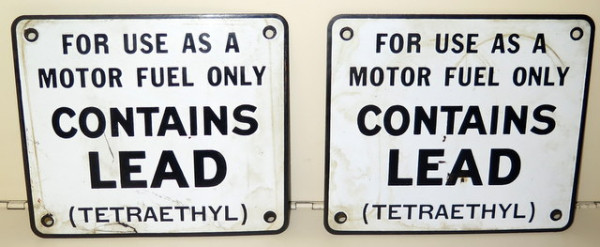 FOR USE AS A
MOTOR FUEL ONLY
CONTAINS
LEAD
(TETRAETHYL)
FOR USE AS A
MOTOR FUEL ONLY
CONTAINS
LEAD
(TETRAETHYL)